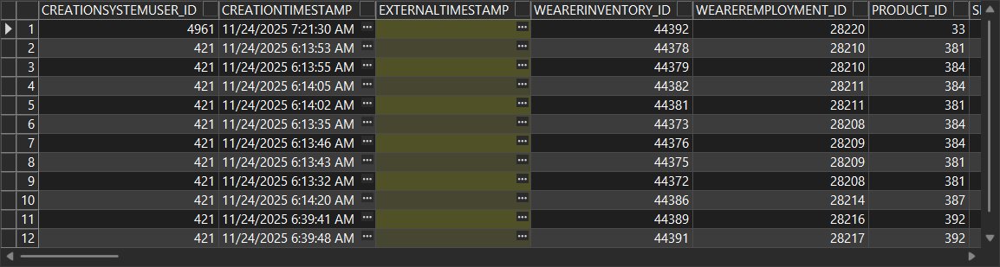 CREATIONSYSTEMUSER_ID CREATIONTIMESTAMP EXTERNALTIMESTAMP WEARERINVENTORY_ID WEAREREMPLOYMENT_ID PRODUCT_ID
1 4961 11/24/2025 7:21:30 AM ... ... 44392 28220 33
2 421 11/24/2025 6:13:53 AM ... ... 44378 28210 381
3 421 11/24/2025 6:13:55 AM ... ... 44379 28210 384
4 421 11/24/2025 6:14:05 AM ... ... 44382 28211 384
5 421 11/24/2025 6:14:02 AM ... ... 44381 28211 381
6 421 11/24/2025 6:13:35 AM ... ... 44373 28208 384
7 421 11/24/2025 6:13:46 AM ... ... 44376 28209 384
8 421 11/24/2025 6:13:43 AM ... ... 44375 28209 381
9 421 11/24/2025 6:13:32 AM ... ... 44372 28208 381
10 421 11/24/2025 6:14:20 AM ... ... 44386 28214 387
11 421 11/24/2025 6:39:41 AM ... ... 44389 28216 392
12 421 11/24/2025 6:39:48 AM ... ... 44391 28217 392